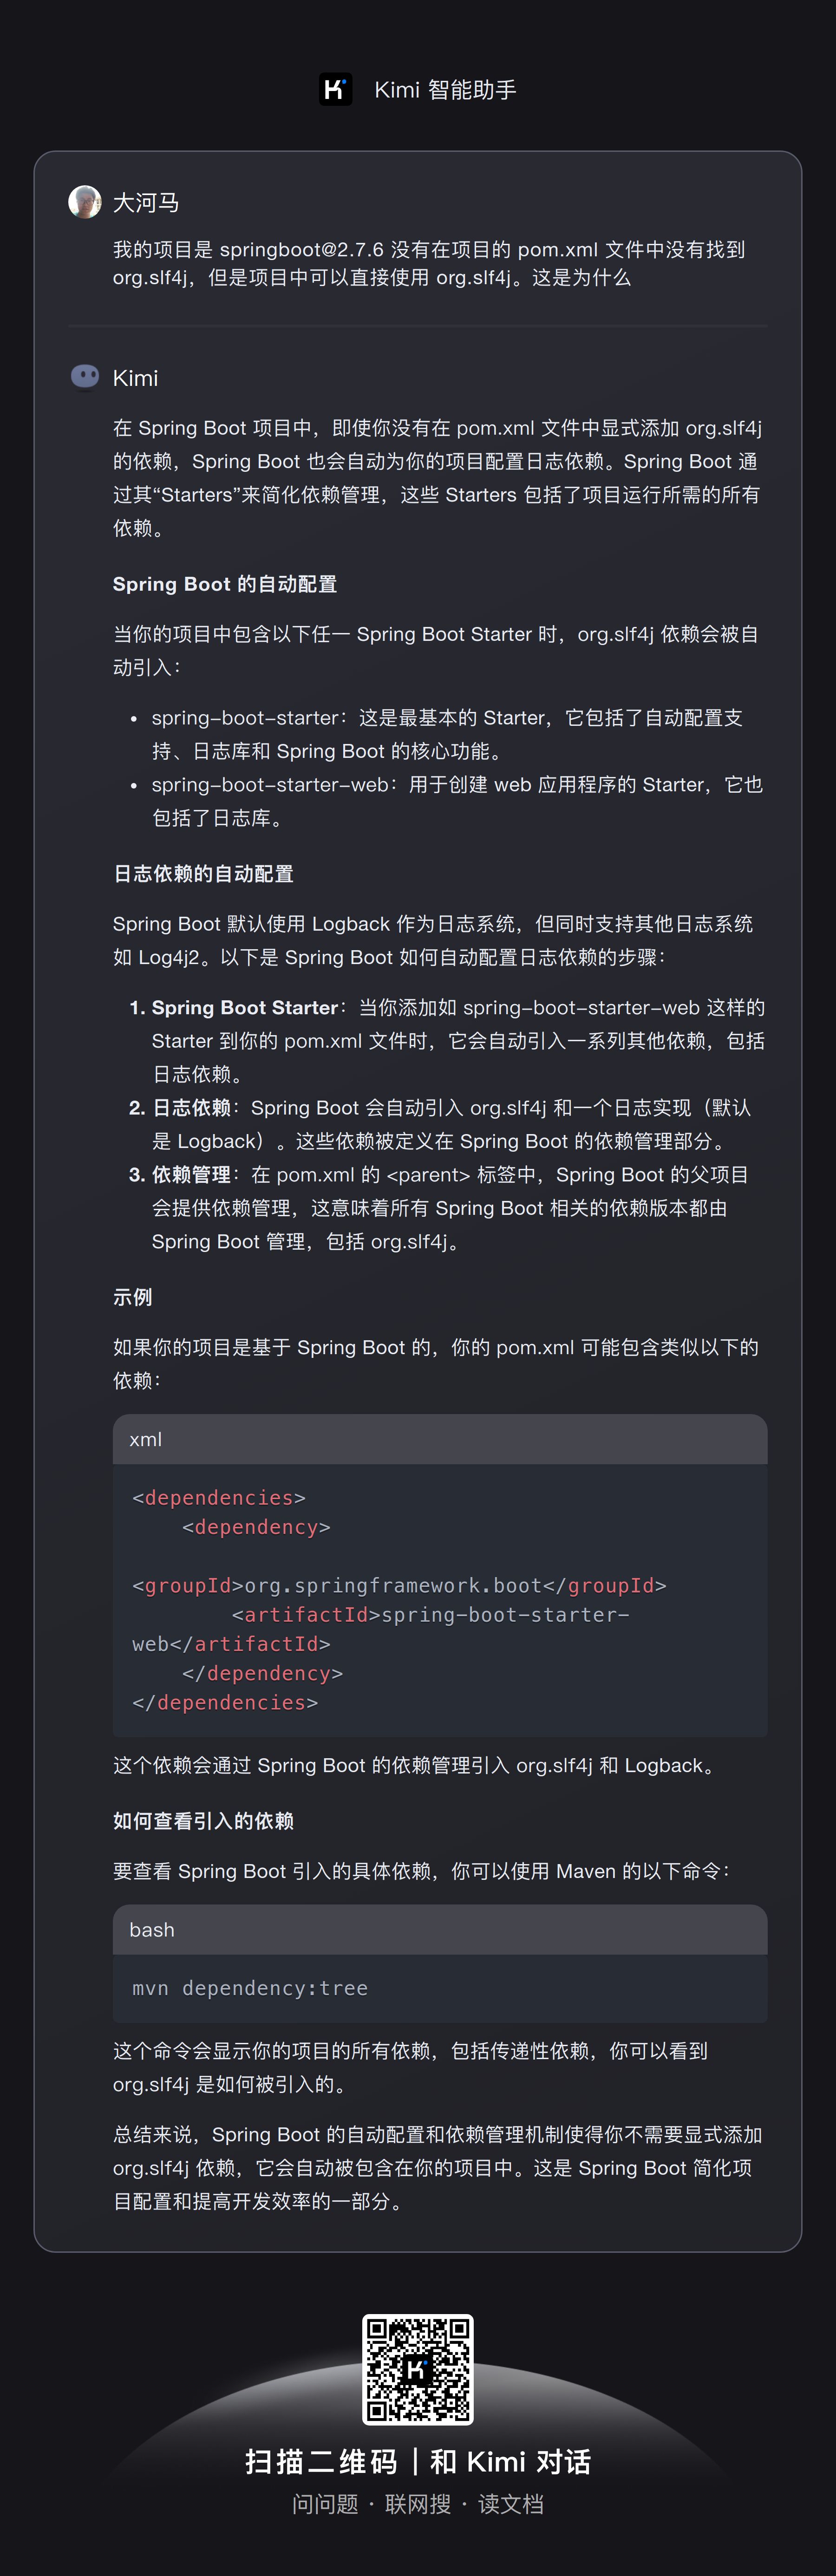 Kimi 智能助手
大河马
我的项目是 springboot@2.7.6 没有在项目的 pom.xml 文件中没有找到
org.slf4j，但是项目中可以直接使用 org.slf4j。这是为什么
Kimi
在 Spring Boot 项目中，即使你没有在 pom.xml 文件中显式添加 org.slf4j
的依赖，Spring Boot 也会自动为你的项目配置日志依赖。Spring Boot 通
过其“Starters”来简化依赖管理，这些 Starters 包括了项目运行所需的所有
依赖。
Spring Boot 的自动配置
当你的项目中包含以下任一 Spring Boot Starter 时，org.slf4j 依赖会被自
动引入：
• spring-boot-starter：这是最基本的 Starter，它包括了自动配置支
持、日志库和 Spring Boot 的核心功能。
• spring-boot-starter-web：用于创建 web 应用程序的 Starter，它也
包括了日志库。
日志依赖的自动配置
Spring Boot 默认使用 Logback 作为日志系统，但同时支持其他日志系统
如 Log4j2。以下是 Spring Boot 如何自动配置日志依赖的步骤：
1. Spring Boot Starter：当你添加如 spring-boot-starter-web 这样的
Starter 到你的 pom.xml 文件时，它会自动引入一系列其他依赖，包括
日志依赖。
2. 日志依赖：Spring Boot 会自动引入 org.slf4j 和一个日志实现（默认
是 Logback）。这些依赖被定义在 Spring Boot 的依赖管理部分。
3. 依赖管理：在 pom.xml 的 <parent> 标签中，Spring Boot 的父项目
会提供依赖管理，这意味着所有 Spring Boot 相关的依赖版本都由
Spring Boot 管理，包括 org.slf4j。
示例
如果你的项目是基于 Spring Boot 的，你的 pom.xml 可能包含类似以下的
依赖：
xml
<dependencies>
<dependency>
<groupId>org.springframework.boot</groupId>
<artifactId>spring-boot-starter-
web</artifactId>
</dependency>
</dependencies>
这个依赖会通过 Spring Boot 的依赖管理引入 org.slf4j 和 Logback。
如何查看引入的依赖
要查看 Spring Boot 引入的具体依赖，你可以使用 Maven 的以下命令：
bash
mvn dependency:tree
这个命令会显示你的项目的所有依赖，包括传递性依赖，你可以看到
org.slf4j 是如何被引入的。
总结来说，Spring Boot 的自动配置和依赖管理机制使得你不需要显式添加
org.slf4j 依赖，它会自动被包含在你的项目中。这是 Spring Boot 简化项
目配置和提高开发效率的一部分。
扫描二维码 | 和 Kimi 对话
问问题 · 联网搜 · 读文档